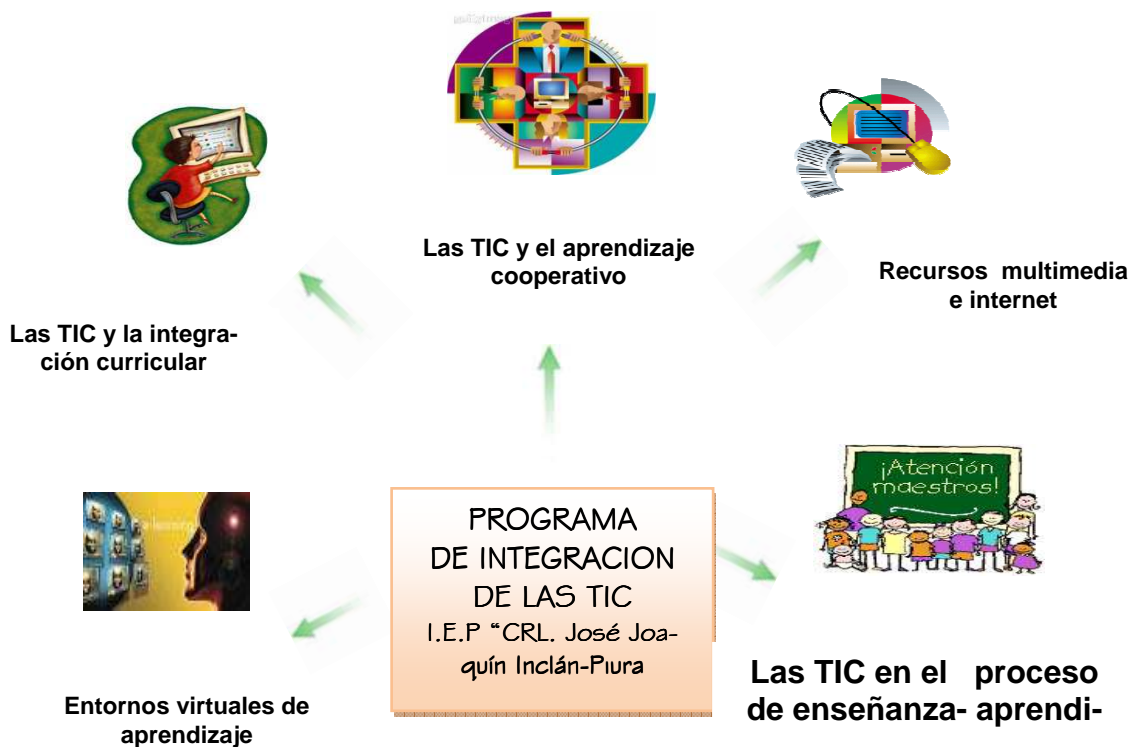 Las TIC y el aprendizaje
cooperativo
Recursos multimedia
e internet
Las TIC y la integra-
ción curricular
¡Atención
maestros!
PROGRAMA
DE INTEGRACION
DE LAS TIC
I.E.P “CRL. José Joa-
quín Inclán-Piura
Las TIC en el proceso
de enseñanza- aprendi-
Entornos virtuales de
aprendizaje